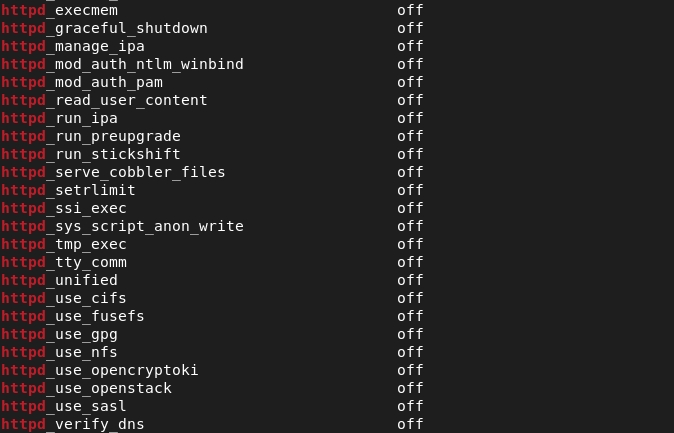 httpd_execmem off
httpd_graceful_shutdown off
httpd_manage_ipa off
httpd_mod_auth_ntlm_winbind off
httpd_mod_auth_pam off
httpd_read_user_content off
httpd_run_ipa off
httpd_run_preupgrade off
httpd_run_stickshift off
httpd_serve_cobbler_files off
httpd_setrlimit off
httpd_ssi_exec off
httpd_sys_script_anon_write off
httpd_tmp_exec off
httpd_tty_comm off
httpd_unified off
httpd_use_cifs off
httpd_use_fusefs off
httpd_use_gpg off
httpd_use_nfs off
httpd_use_opencryptoki off
httpd_use_openstack off
httpd_use_sasl off
httpd_verify_dns off